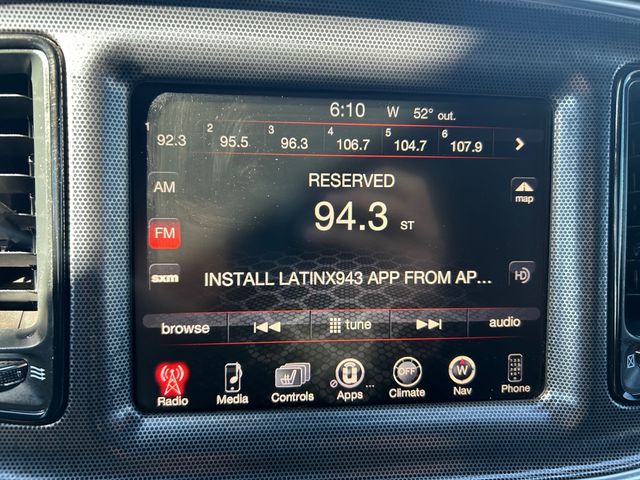 6:10 W 52° out.
1 92.3 2 95.5 3 96.3 4 106.7 5 104.7 6 107.9
AM
RESERVED
map
FM
94.3 ST
sxm
INSTALL LATINX943 APP FROM AP...
HD
browse tune audio
OFF W
Radio Media Controls Apps ... Climate Nav Phone